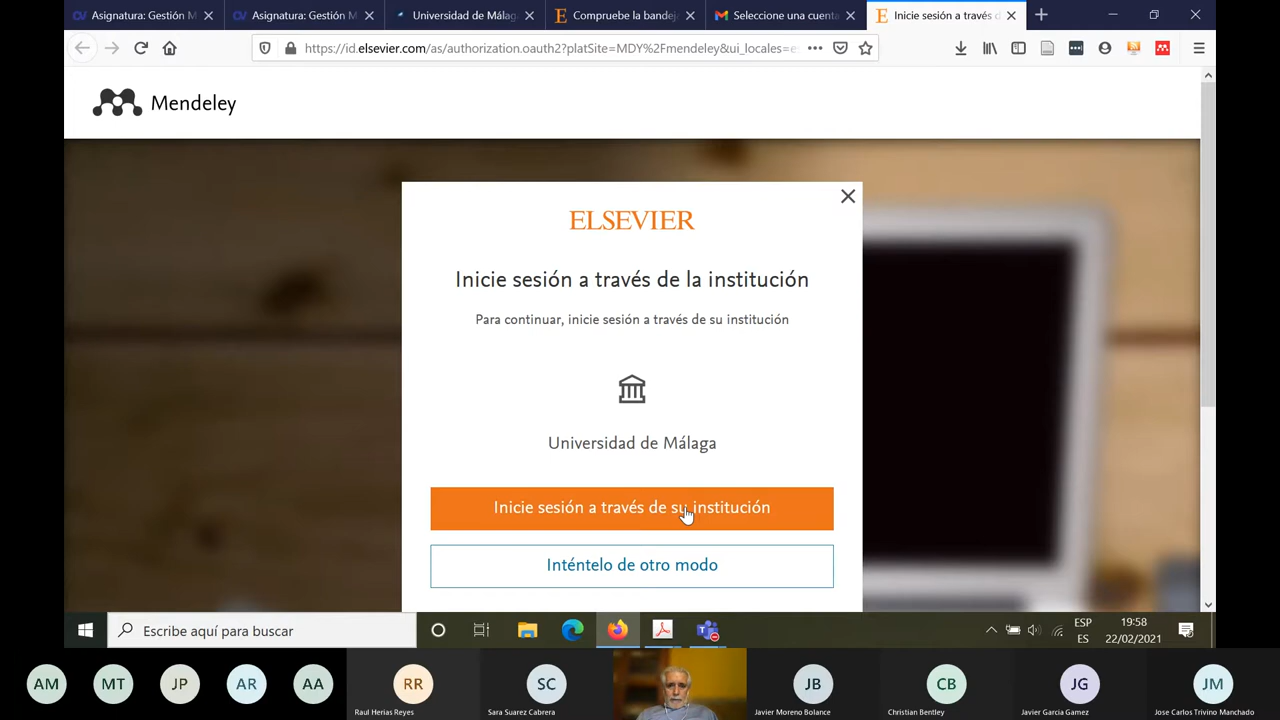 Asignatura: Gestión M
Asignatura: Gestión M
Universidad de Málaga
Compruebe la bandej
Seleccione una cuenta
Inicie sesión a través d
https://id.elsevier.com/as/authorization.oauth2?platSite=MDY%2Fmendeley&ui_locales=e
Mendeley
ELSEVIER
Inicie sesión a través de la institución
Para continuar, inicie sesión a través de su institución
Universidad de Málaga
Inicie sesión a través de su institución
Inténtelo de otro modo
Escribe aquí para buscar
ESP
ES
19:58
22/02/2021
AM
MT
JP
AR
AA
RR
Raul Herias Reyes
SC
Sara Suarez Cabrera
JB
Javier Moreno Bolance
CB
Christian Bentley
JG
Javier Garcia Gamez
JM
Jose Carlos Trivino Manchado